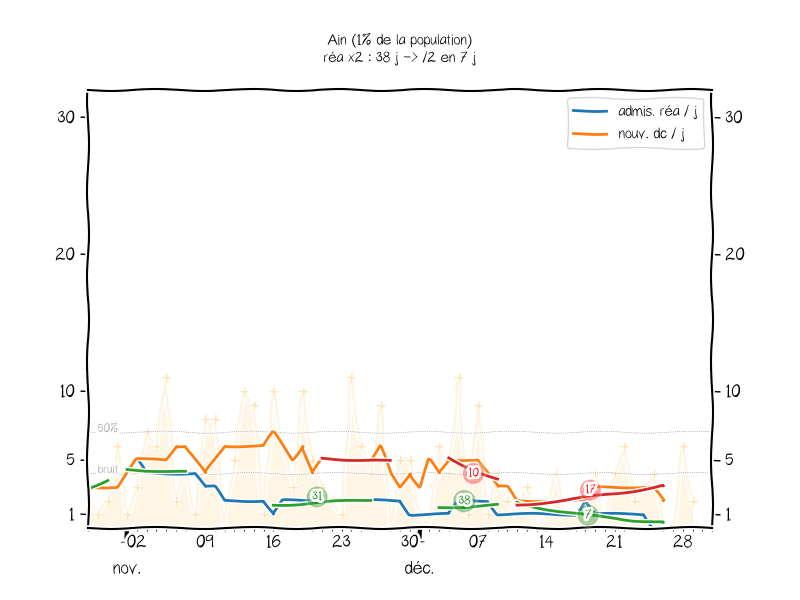 Ain (1% de la population)
réa x2 : 38 j -> /2 en 7 j
admis. réa / j
nouv. dc / j
30 30
20 20
10 10
50%
5 5
bruit
10
17
31
38
7
1 1
02 09 16 23 30 07 14 21 28
nov. déc.